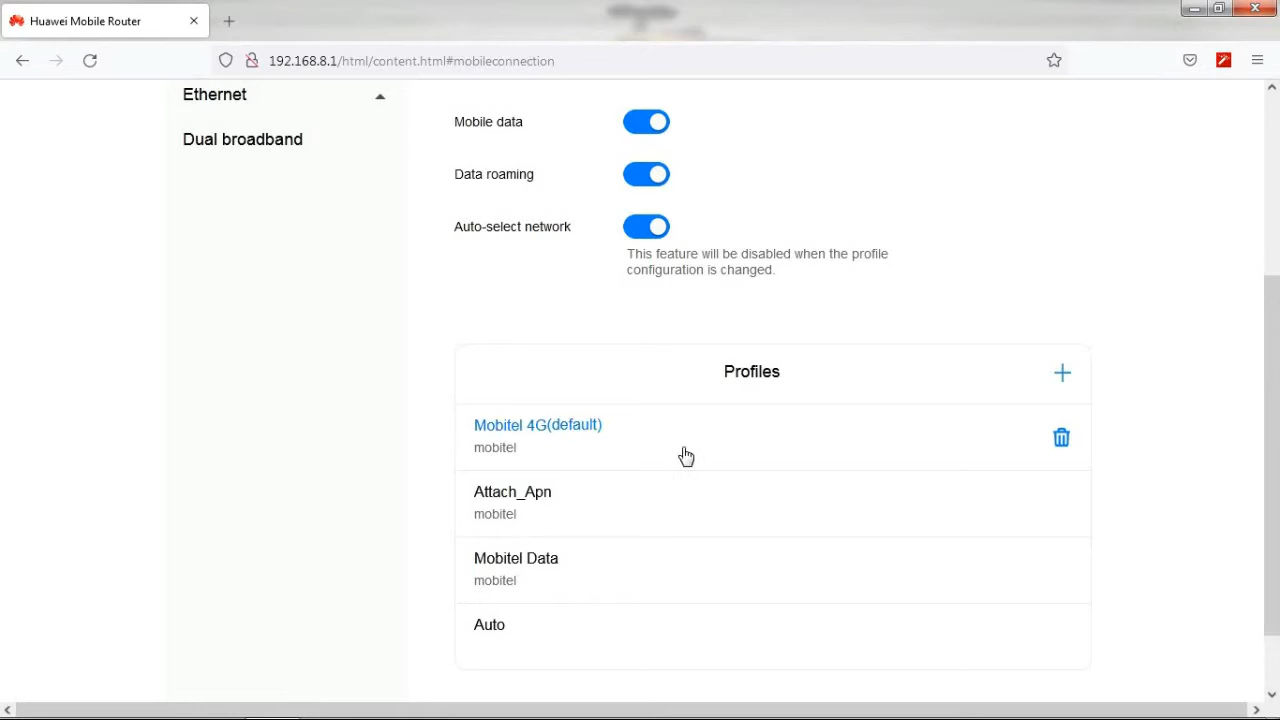 Huawei Mobile Router
192.168.8.1/html/content.html#mobileconnection
Ethernet
Dual broadband
Mobile data
Data roaming
Auto-select network
This feature will be disabled when the profile
configuration is changed.
Profiles
Mobitel 4G(default)
mobitel
Attach_Apn
mobitel
Mobitel Data
mobitel
Auto